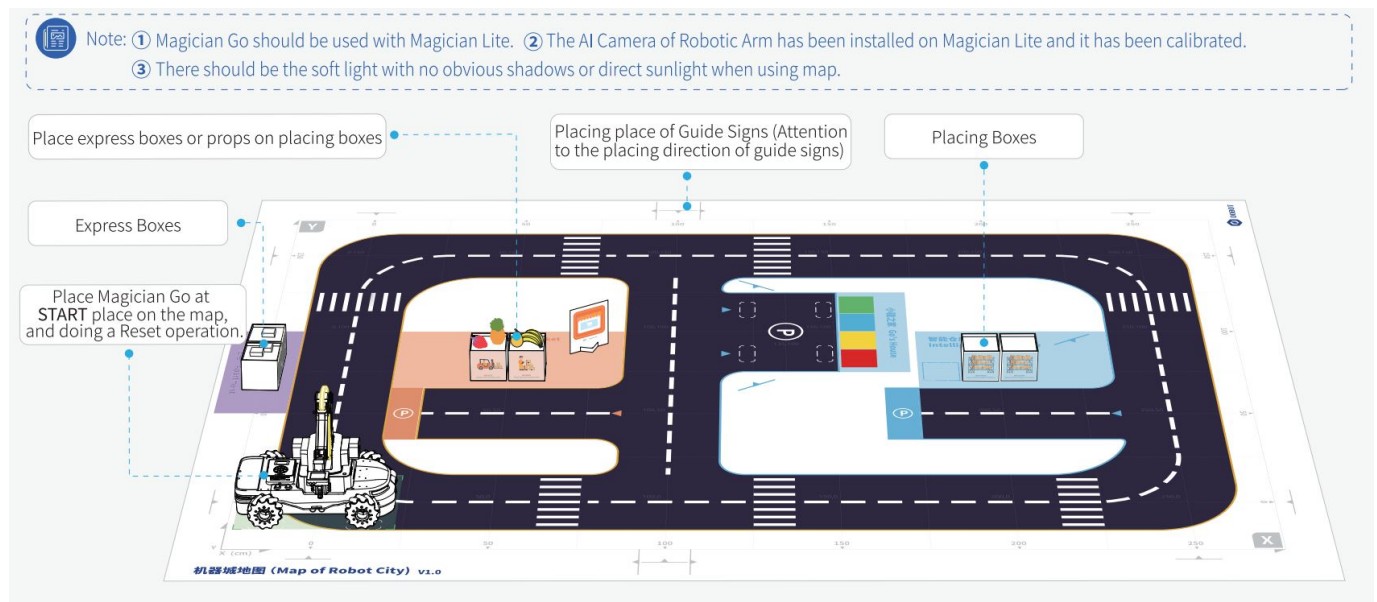 Note: ① Magician Go should be used with Magician Lite. ② The AI Camera of Robotic Arm has been installed on Magician Lite and it has been calibrated.
③ There should be the soft light with no obvious shadows or direct sunlight when using map.
Place express boxes or props on placing boxes
Placing place of Guide Signs (Attention
to the placing direction of guide signs)
Placing Boxes
Express Boxes
Place Magician Go at
START place on the map,
and doing a Reset operation.
Y
50
100
150
200
250
P
P
P
0
50
100
150
200
250
X
Y
X (cm)
机器城地图 (Map of Robot City) V1.0